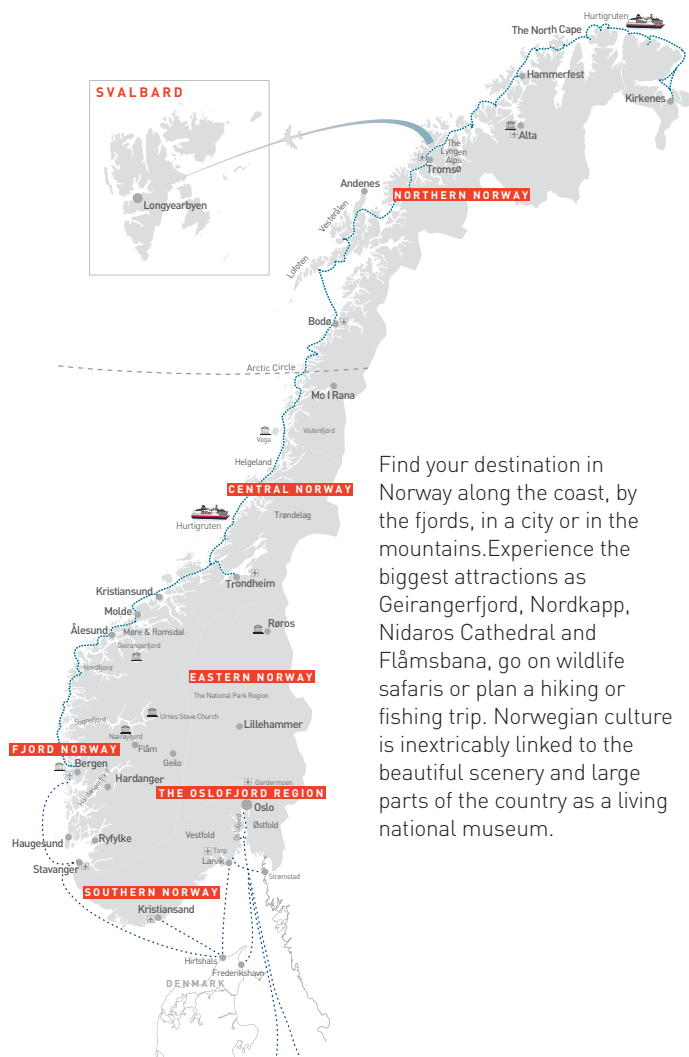 Hurtigruten
The North Cape
Hammerfest
Kirkenes
SVALBARD
Alta
The
Lyngen
Alps
Tromsø
Andenes
NORTHERN NORWAY
Longyearbyen
Vesterålen
Lofoten
Bodø
Arctic Circle
Mo I Rana
Vega
Vistenfjord
Helgeland
CENTRAL NORWAY
Hurtigruten
Trøndelag
Find your destination in
Norway along the coast, by
the fjords, in a city or in the
mountains.Experience the
biggest attractions as
Geirangerfjord, Nordkapp,
Nidaros Cathedral and
Flåmsbana, go on wildlife
safaris or plan a hiking or
fishing trip. Norwegian culture
is inextricably linked to the
beautiful scenery and large
parts of the country as a living
national museum.
Trondheim
Kristiansund
Molde
Ålesund
Møre & Romsdal
Geirangerfjord
Røros
Nordfjord
EASTERN NORWAY
The National Park Region
Sognefjord
Urnes Stave Church
Lillehammer
Nærøyfjord
FJORD NORWAY
Flåm
Geilo
Bergen
Hardanger
Hardangerfjord
Gardermoen
THE OSLOFJORD REGION
Oslo
Oslofjord
Østfold
Haugesund
Ryfylke
Vestfold
Torp
Larvik
Stavanger
Strømstad
SOUTHERN NORWAY
Kristiansand
Hirtshals
Frederikshavn
DENMARK